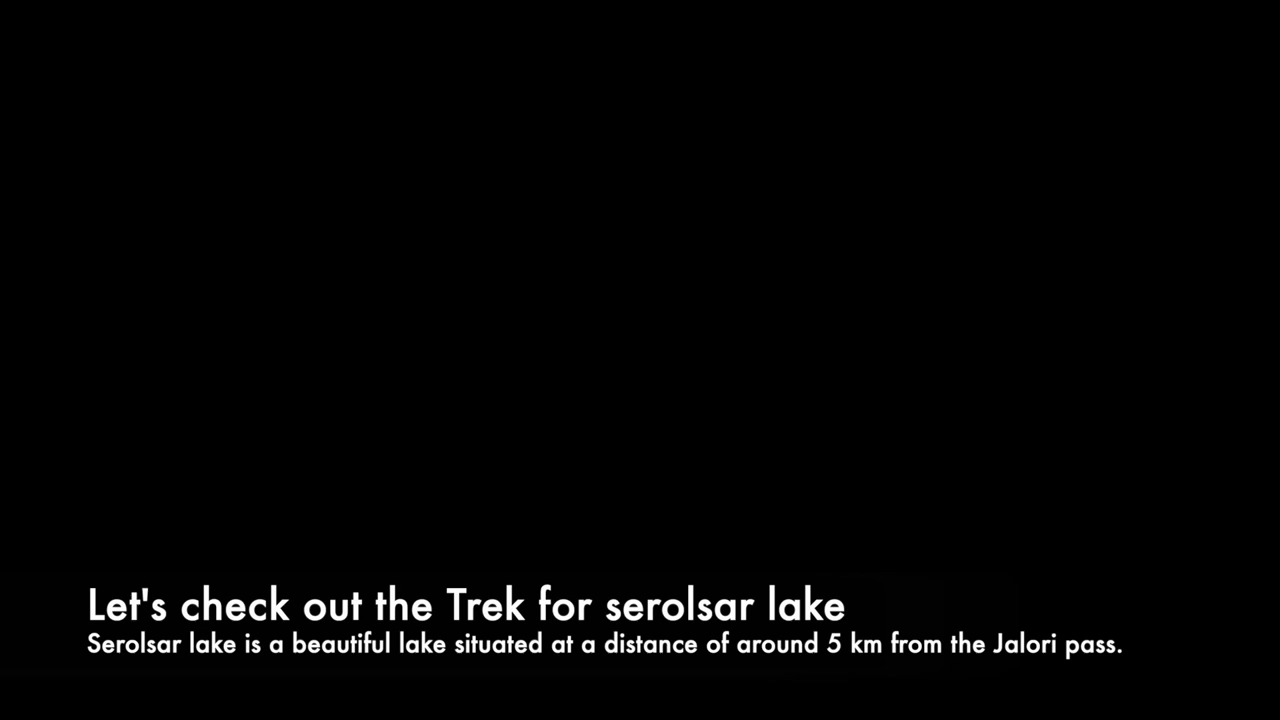 Let's check out the Trek for serolsar lake
Serolsar lake is a beautiful lake situated at a distance of around 5 km from the Jalori pass.